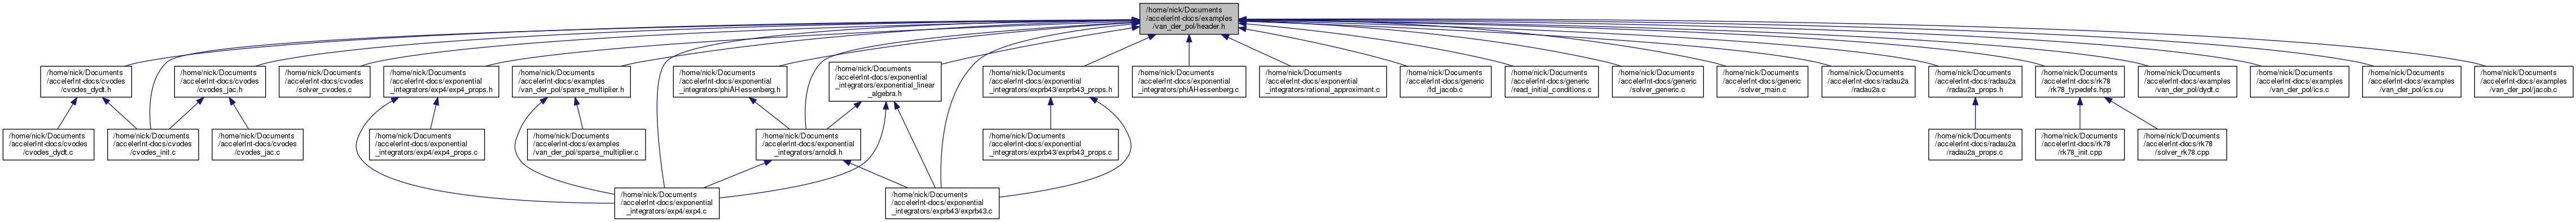 /home/nick/Documents
/accelerInt-docs/examples
/van_der_pol/header.h
/home/nick/Documents
/accelerInt-docs/cvodes
/cvodes_dydt.h
/home/nick/Documents
/accelerInt-docs/cvodes
/cvodes_jac.h
/home/nick/Documents
/accelerInt-docs/cvodes
/solver_cvodes.c
/home/nick/Documents
/accelerInt-docs/exponential
_integrators/exp4/exp4_props.h
/home/nick/Documents
/accelerInt-docs/examples
/van_der_pol/sparse_multiplier.h
/home/nick/Documents
/accelerInt-docs/exponential
_integrators/phiAHessenberg.h
/home/nick/Documents
/accelerInt-docs/exponential
_integrators/exponential_linear
_algebra.h
/home/nick/Documents
/accelerInt-docs/exponential
_integrators/exprb43/exprb43_props.h
/home/nick/Documents
/accelerInt-docs/exponential
_integrators/phiAHessenberg.c
/home/nick/Documents
/accelerInt-docs/exponential
_integrators/rational_approximant.c
/home/nick/Documents
/accelerInt-docs/generic
/fd_jacob.c
/home/nick/Documents
/accelerInt-docs/generic
/read_initial_conditions.c
/home/nick/Documents
/accelerInt-docs/generic
/solver_generic.c
/home/nick/Documents
/accelerInt-docs/generic
/solver_main.c
/home/nick/Documents
/accelerInt-docs/radau2a
/radau2a.c
/home/nick/Documents
/accelerInt-docs/radau2a
/radau2a_props.h
/home/nick/Documents
/accelerInt-docs/rk78
/rk78_typedefs.hpp
/home/nick/Documents
/accelerInt-docs/examples
/van_der_pol/dydt.c
/home/nick/Documents
/accelerInt-docs/examples
/van_der_pol/ics.c
/home/nick/Documents
/accelerInt-docs/examples
/van_der_pol/ics.cu
/home/nick/Documents
/accelerInt-docs/examples
/van_der_pol/jacob.c
/home/nick/Documents
/accelerInt-docs/cvodes
/cvodes_dydt.c
/home/nick/Documents
/accelerInt-docs/cvodes
/cvodes_init.c
/home/nick/Documents
/accelerInt-docs/cvodes
/cvodes_jac.c
/home/nick/Documents
/accelerInt-docs/exponential
_integrators/exp4/exp4_props.c
/home/nick/Documents
/accelerInt-docs/examples
/van_der_pol/sparse_multiplier.c
/home/nick/Documents
/accelerInt-docs/exponential
_integrators/arnoldi.h
/home/nick/Documents
/accelerInt-docs/exponential
_integrators/exprb43/exprb43_props.c
/home/nick/Documents
/accelerInt-docs/radau2a
/radau2a_props.c
/home/nick/Documents
/accelerInt-docs/rk78
/rk78_init.cpp
/home/nick/Documents
/accelerInt-docs/rk78
/solver_rk78.cpp
/home/nick/Documents
/accelerInt-docs/exponential
_integrators/exp4/exp4.c
/home/nick/Documents
/accelerInt-docs/exponential
_integrators/exprb43/exprb43.c